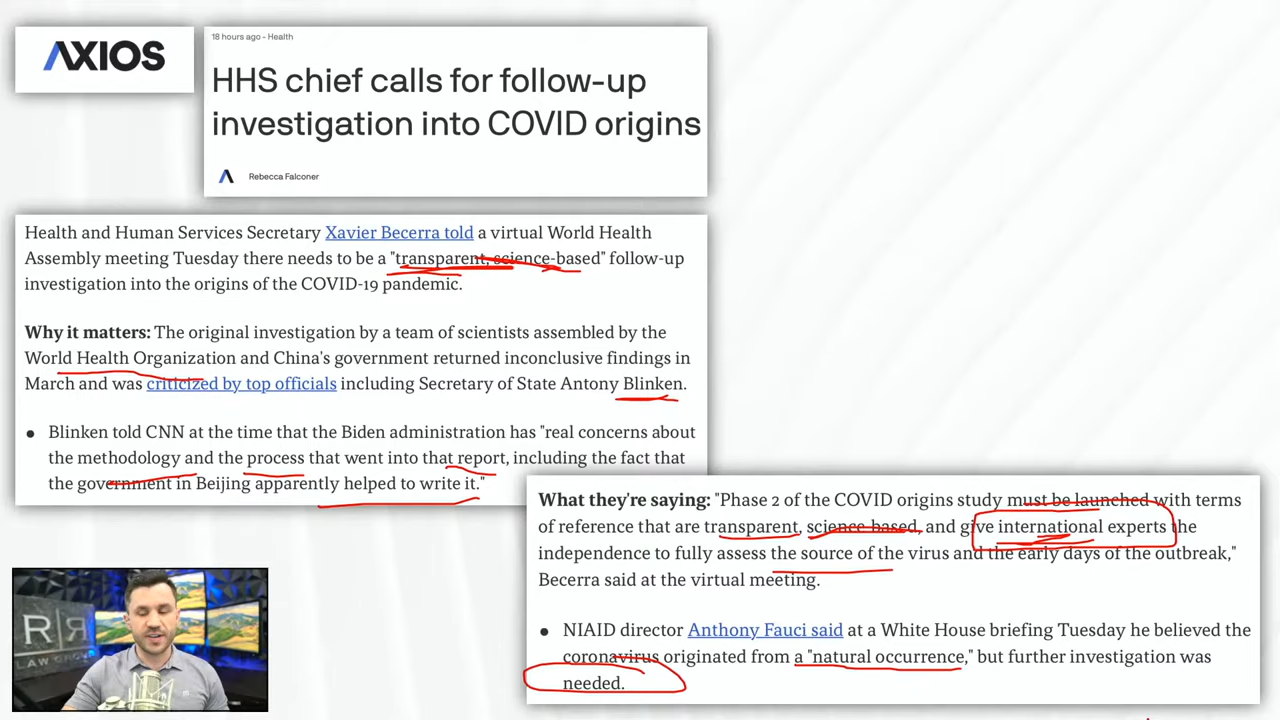 AXIOS
18 hours ago - Health
HHS chief calls for follow-up
investigation into COVID origins
Rebecca Falconer
Health and Human Services Secretary Xavier Becerra told a virtual World Health
Assembly meeting Tuesday there needs to be a "transparent, science-based" follow-up
investigation into the origins of the COVID-19 pandemic.
Why it matters: The original investigation by a team of scientists assembled by the
World Health Organization and China's government returned inconclusive findings in
March and was criticized by top officials including Secretary of State Antony Blinken.
• Blinken told CNN at the time that the Biden administration has "real concerns about
the methodology and the process that went into that report, including the fact that
the government in Beijing apparently helped to write it."
What they're saying: "Phase 2 of the COVID origins study must be launched with terms
of reference that are transparent, science-based, and give international experts the
independence to fully assess the source of the virus and the early days of the outbreak,"
Becerra said at the virtual meeting.
• NIAID director Anthony Fauci said at a White House briefing Tuesday he believed the
coronavirus originated from a "natural occurrence," but further investigation was
needed.
R R
LAW GROUP